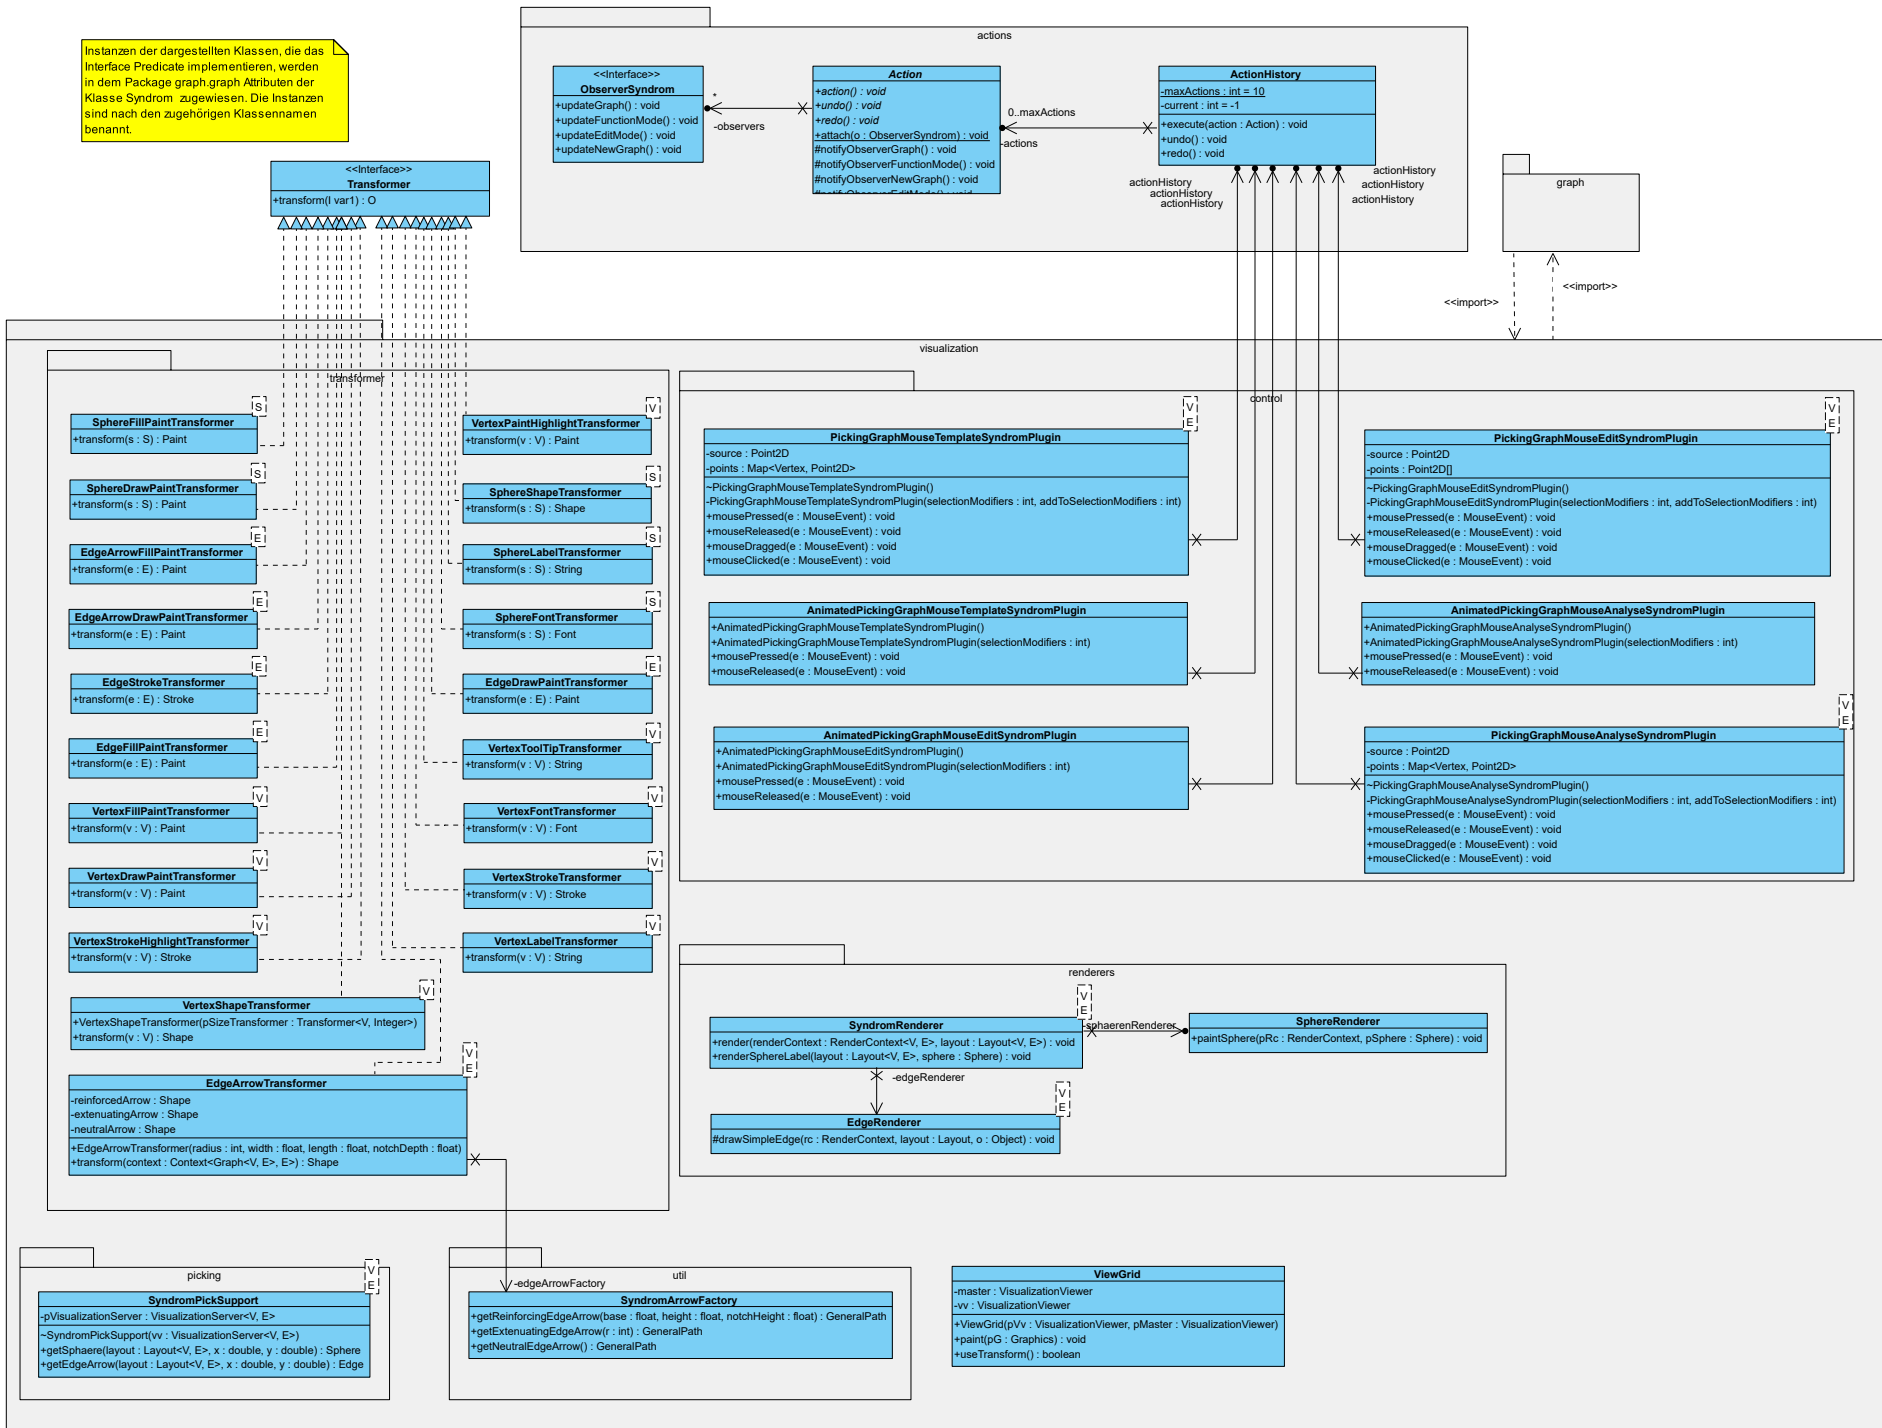 Instanzen der dargestellten Klassen, die das
Interface Predicate implementieren, werden
in dem Package graph.graph Attributen der
Klasse Syndrom zugewiesen. Die Instanzen
sind nach den zugehörigen Klassennamen
benannt.
<<Interface>>
Transformer
+transform(I var1) : O
actions
<<Interface>>
ObserverSyndrom
+updateGraph() : void
+updateFunctionMode() : void
+updateEditMode() : void
+updateNewGraph() : void
*
-observers
Action
+action() : void
+undo() : void
+redo() : void
+attach(o : ObserverSyndrom) : void
#notifyObserverGraph() : void
#notifyObserverFunctionMode() : void
#notifyObserverNewGraph() : void
#notifyObserverEditMode() : void
0..maxActions
-actions
ActionHistory
-maxActions : int = 10
-current : int = -1
+execute(action : Action) : void
+undo() : void
+redo() : void
actionHistory
actionHistory
actionHistory
actionHistory
actionHistory
actionHistory
graph
<<import>>
<<import>>
visualization
transformer
S
SphereFillPaintTransformer
+transform(s : S) : Paint
S
SphereDrawPaintTransformer
+transform(s : S) : Paint
E
EdgeArrowFillPaintTransformer
+transform(e : E) : Paint
E
EdgeArrowDrawPaintTransformer
+transform(e : E) : Paint
E
EdgeStrokeTransformer
+transform(e : E) : Stroke
E
EdgeFillPaintTransformer
+transform(e : E) : Paint
V
VertexFillPaintTransformer
+transform(v : V) : Paint
V
VertexDrawPaintTransformer
+transform(v : V) : Paint
V
VertexStrokeHighlightTransformer
+transform(v : V) : Stroke
V
VertexPaintHighlightTransformer
+transform(v : V) : Paint
S
SphereShapeTransformer
+transform(s : S) : Shape
S
SphereLabelTransformer
+transform(s : S) : String
S
SphereFontTransformer
+transform(s : S) : Font
E
EdgeDrawPaintTransformer
+transform(e : E) : Paint
V
VertexToolTipTransformer
+transform(v : V) : String
V
VertexFontTransformer
+transform(v : V) : Font
V
VertexStrokeTransformer
+transform(v : V) : Stroke
V
VertexLabelTransformer
+transform(v : V) : String
V
VertexShapeTransformer
+VertexShapeTransformer(pSizeTransformer : Transformer<V, Integer>)
+transform(v : V) : Shape
V
E
EdgeArrowTransformer
-reinforcedArrow : Shape
-extenuatingArrow : Shape
-neutralArrow : Shape
+EdgeArrowTransformer(radius : int, width : float, length : float, notchDepth : float)
+transform(context : Context<Graph<V, E>, E>) : Shape
control
V
E
PickingGraphMouseTemplateSyndromPlugin
-source : Point2D
-points : Map<Vertex, Point2D>
~PickingGraphMouseTemplateSyndromPlugin()
-PickingGraphMouseTemplateSyndromPlugin(selectionModifiers : int, addToSelectionModifiers : int)
+mousePressed(e : MouseEvent) : void
+mouseReleased(e : MouseEvent) : void
+mouseDragged(e : MouseEvent) : void
+mouseClicked(e : MouseEvent) : void
V
E
PickingGraphMouseEditSyndromPlugin
-source : Point2D
-points : Point2D[]
~PickingGraphMouseEditSyndromPlugin()
-PickingGraphMouseEditSyndromPlugin(selectionModifiers : int, addToSelectionModifiers : int)
+mousePressed(e : MouseEvent) : void
+mouseReleased(e : MouseEvent) : void
+mouseDragged(e : MouseEvent) : void
+mouseClicked(e : MouseEvent) : void
AnimatedPickingGraphMouseTemplateSyndromPlugin
+AnimatedPickingGraphMouseTemplateSyndromPlugin()
+AnimatedPickingGraphMouseTemplateSyndromPlugin(selectionModifiers : int)
+mousePressed(e : MouseEvent) : void
+mouseReleased(e : MouseEvent) : void
AnimatedPickingGraphMouseAnalyseSyndromPlugin
+AnimatedPickingGraphMouseAnalyseSyndromPlugin()
+AnimatedPickingGraphMouseAnalyseSyndromPlugin(selectionModifiers : int)
+mousePressed(e : MouseEvent) : void
+mouseReleased(e : MouseEvent) : void
AnimatedPickingGraphMouseEditSyndromPlugin
+AnimatedPickingGraphMouseEditSyndromPlugin()
+AnimatedPickingGraphMouseEditSyndromPlugin(selectionModifiers : int)
+mousePressed(e : MouseEvent) : void
+mouseReleased(e : MouseEvent) : void
V
E
PickingGraphMouseAnalyseSyndromPlugin
-source : Point2D
-points : Map<Vertex, Point2D>
~PickingGraphMouseAnalyseSyndromPlugin()
-PickingGraphMouseAnalyseSyndromPlugin(selectionModifiers : int, addToSelectionModifiers : int)
+mousePressed(e : MouseEvent) : void
+mouseReleased(e : MouseEvent) : void
+mouseDragged(e : MouseEvent) : void
+mouseClicked(e : MouseEvent) : void
renderers
V
E
SyndromRenderer
+render(renderContext : RenderContext<V, E>, layout : Layout<V, E>) : void
+renderSphereLabel(layout : Layout<V, E>, sphere : Sphere) : void
-sphaerenRenderer
SphereRenderer
+paintSphere(pRc : RenderContext, pSphere : Sphere) : void
-edgeRenderer
V
E
EdgeRenderer
#drawSimpleEdge(rc : RenderContext, layout : Layout, o : Object) : void
picking
V
E
SyndromPickSupport
-pVisualizationServer : VisualizationServer<V, E>
~SyndromPickSupport(vv : VisualizationServer<V, E>)
+getSphaere(layout : Layout<V, E>, x : double, y : double) : Sphere
+getEdgeArrow(layout : Layout<V, E>, x : double, y : double) : Edge
util
-edgeArrowFactory
SyndromArrowFactory
+getReinforcingEdgeArrow(base : float, height : float, notchHeight : float) : GeneralPath
+getExtenuatingEdgeArrow(r : int) : GeneralPath
+getNeutralEdgeArrow() : GeneralPath
ViewGrid
-master : VisualizationViewer
-vv : VisualizationViewer
+ViewGrid(pVv : VisualizationViewer, pMaster : VisualizationViewer)
+paint(pG : Graphics) : void
+useTransform() : boolean